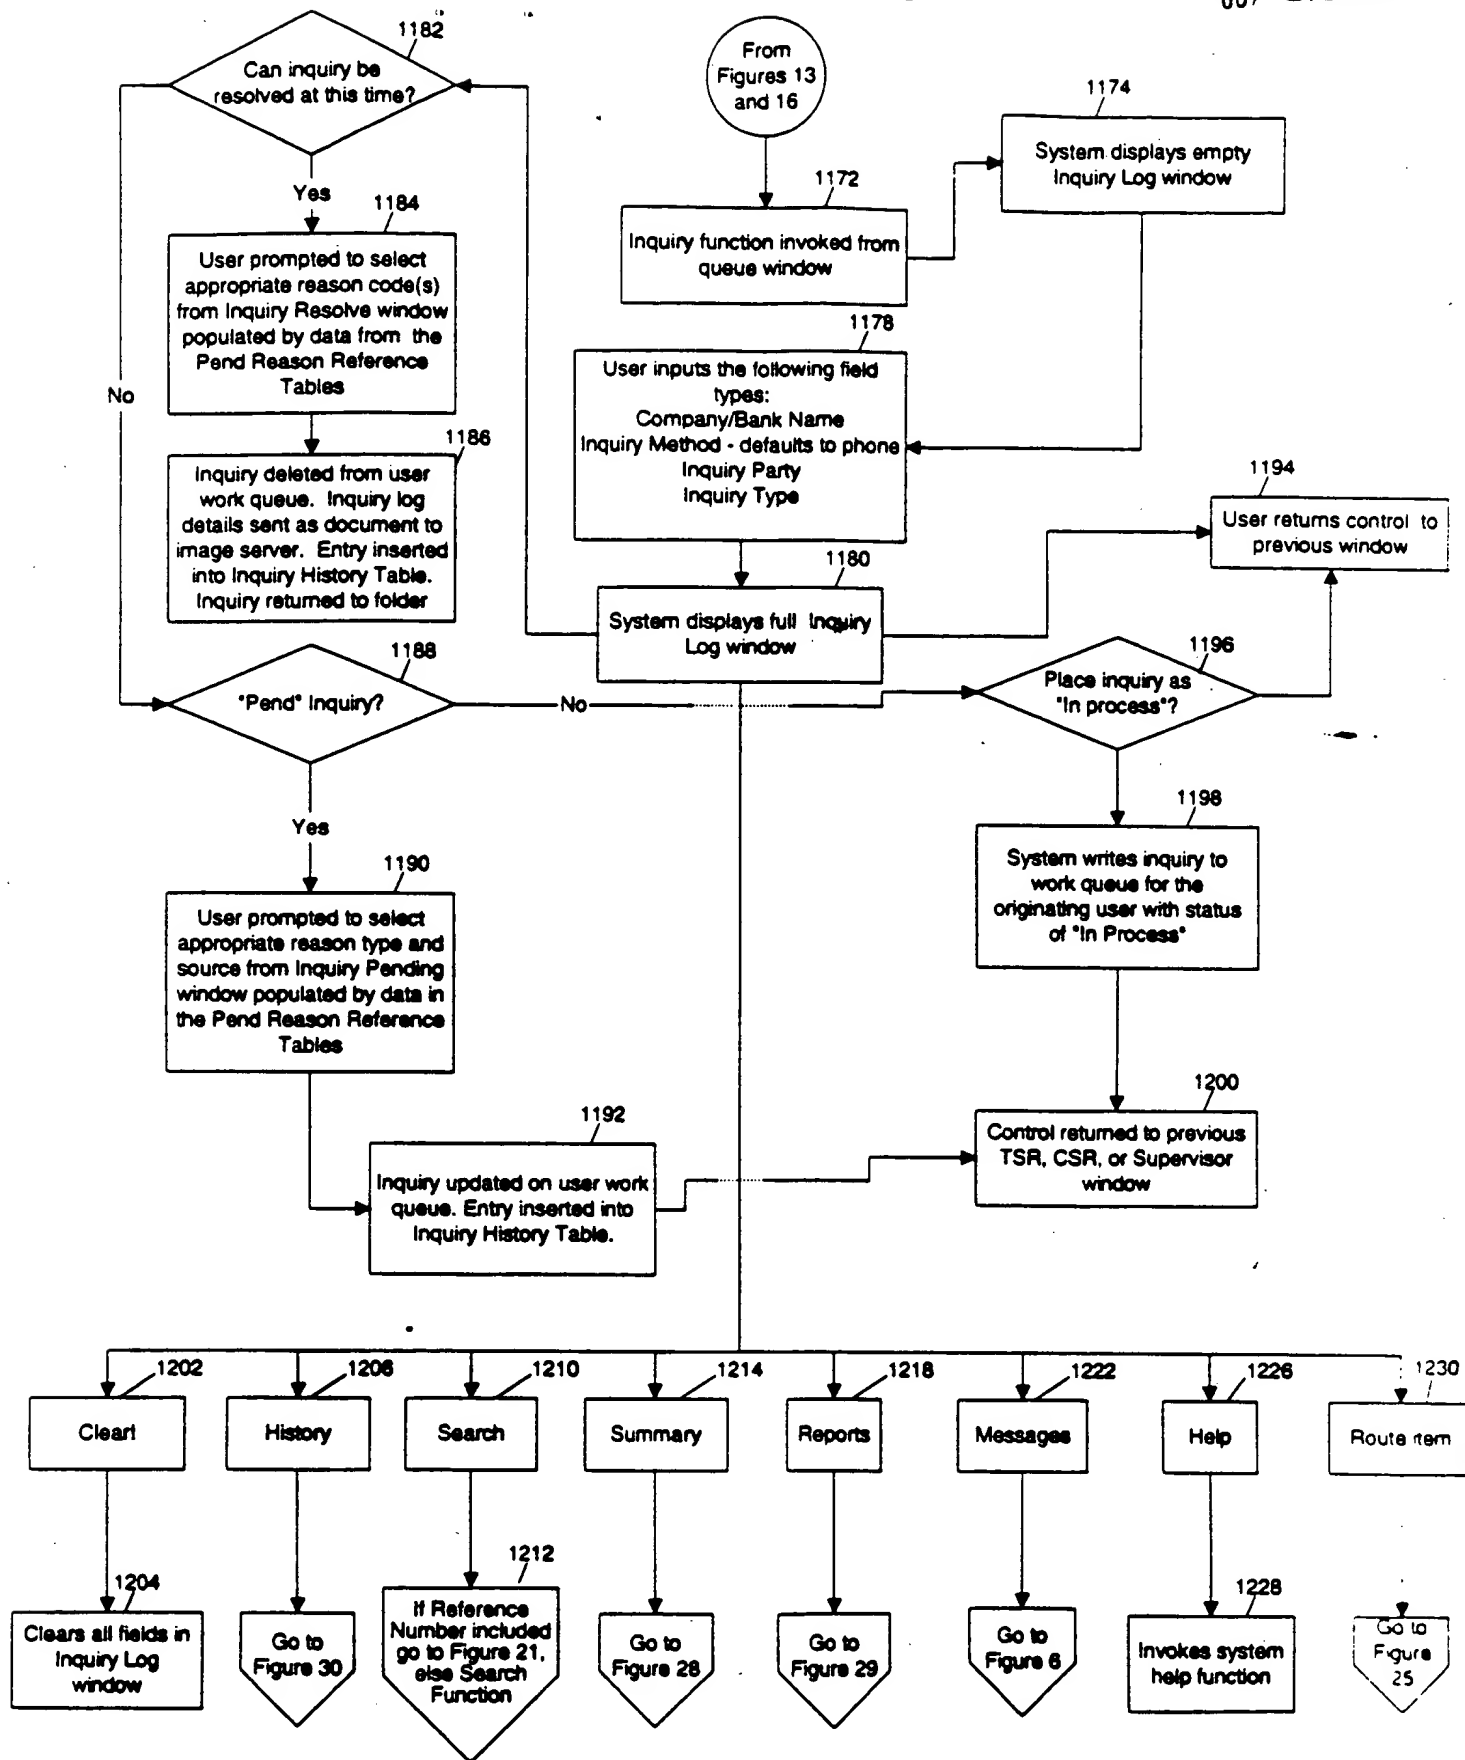 1182
Can inquiry be
resolved at this time?
Yes
No
1184
User prompted to select
appropriate reason code(s)
from Inquiry Resolve window
populated by data from the
Pend Reason Reference
Tables
1186
Inquiry deleted from user
work queue. Inquiry log
details sent as document to
image server. Entry inserted
into Inquiry History Table.
Inquiry returned to folder
From
Figures 13
and 16
1172
Inquiry function invoked from
queue window
1174
System displays empty
Inquiry Log window
1178
User inputs the following field
types:
Company/Bank Name
Inquiry Method - defaults to phone
Inquiry Party
Inquiry Type
1180
System displays full Inquiry
Log window
1194
User returns control to
previous window
1188
"Pend" Inquiry?
No
Yes
1196
Place inquiry as
"In process"?
1198
System writes inquiry to
work queue for the
originating user with status
of "In Process"
1190
User prompted to select
appropriate reason type and
source from Inquiry Pending
window populated by data in
the Pend Reason Reference
Tables
1192
Inquiry updated on user work
queue. Entry inserted into
Inquiry History Table.
1200
Control returned to previous
TSR, CSR, or Supervisor
window
1202
Clear!
1208
History
1210
Search
1214
Summary
1218
Reports
1222
Messages
1226
Help
1230
Route item
1204
Clears all fields in
Inquiry Log
window
Go to
Figure 30
1212
If Reference
Number included
go to Figure 21,
else Search
Function
Go to
Figure 28
Go to
Figure 29
Go to
Figure 6
1228
Invokes system
help function
Go to
Figure
25